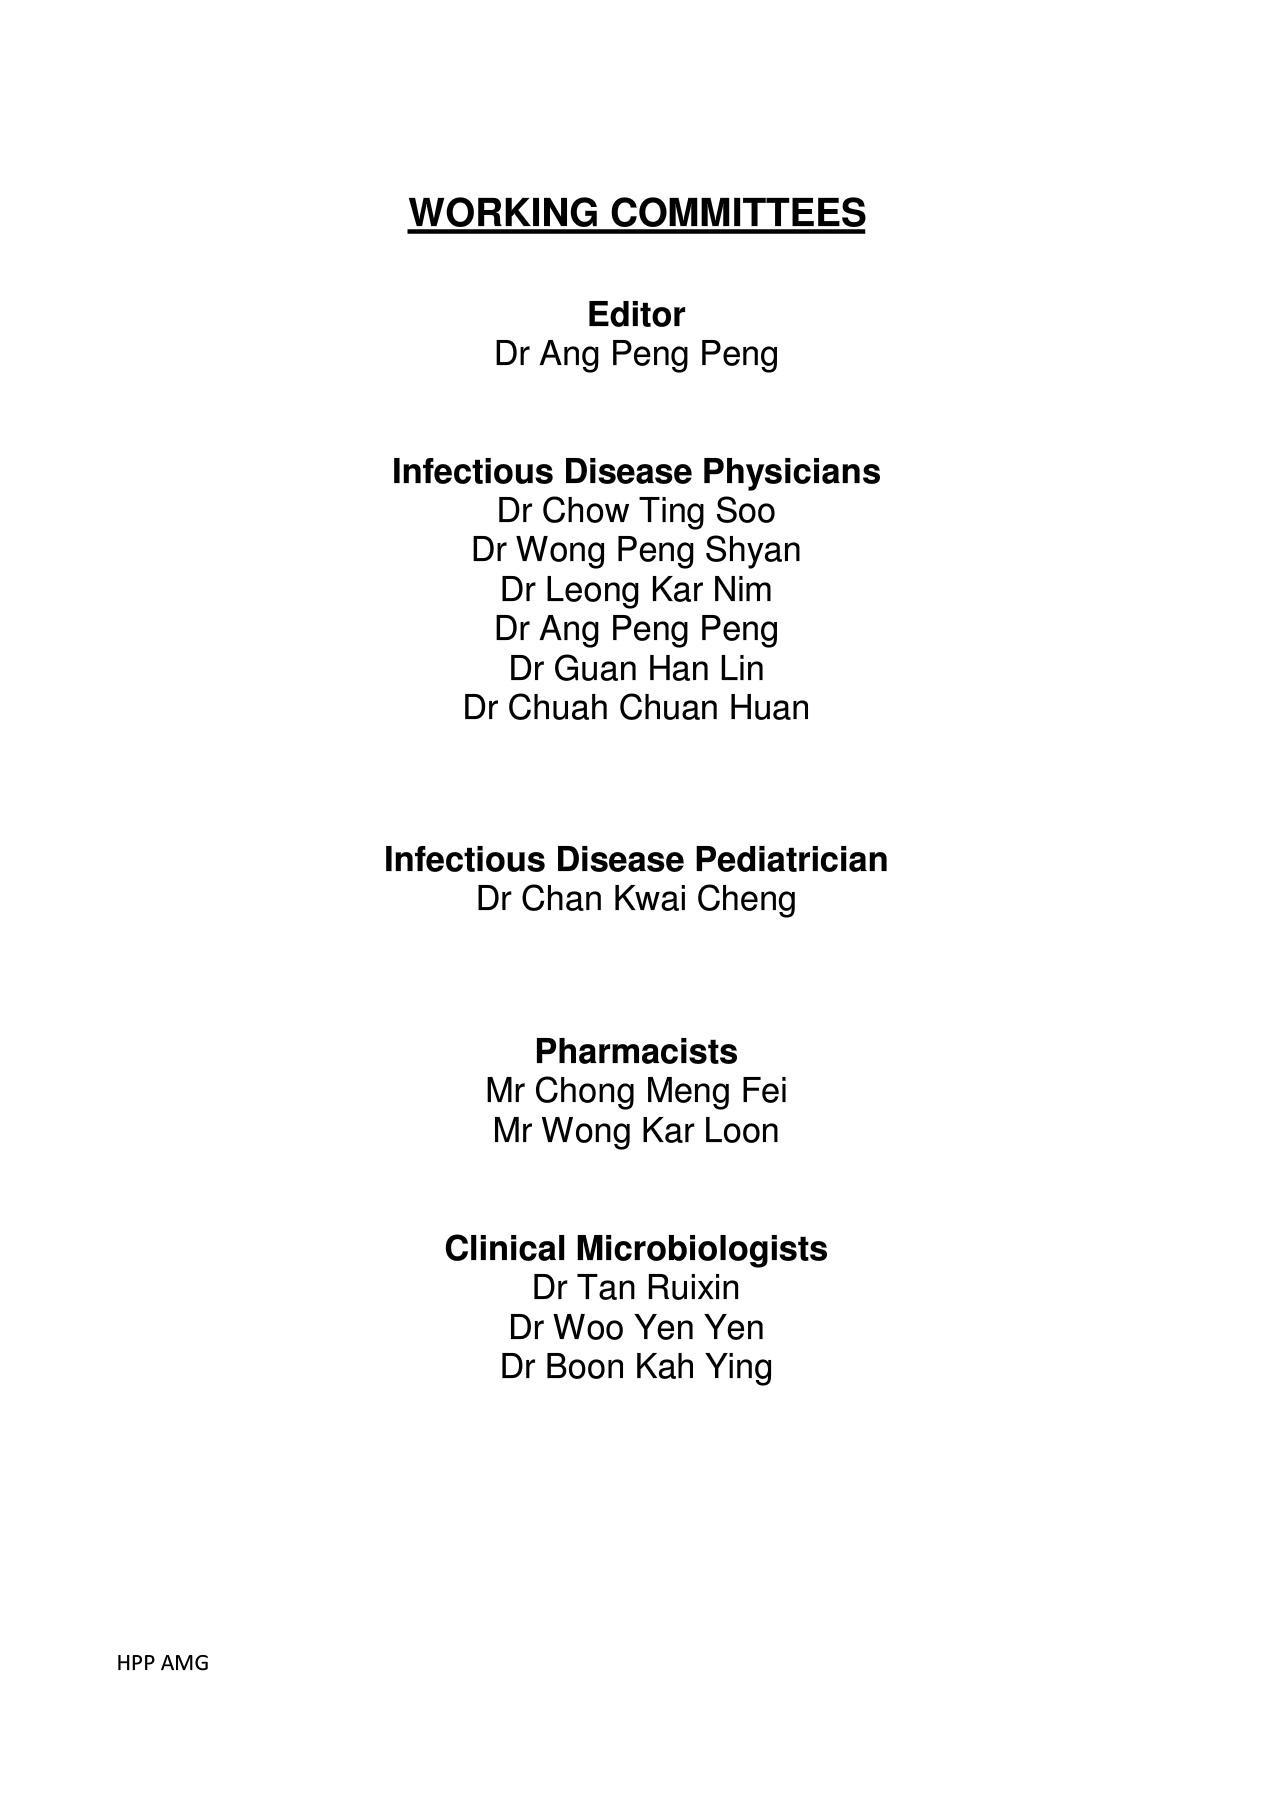 WORKING COMMITTEES
Editor
Dr Ang Peng Peng
Infectious Disease Physicians
Dr Chow Ting Soo
Dr Wong Peng Shyan
Dr Leong Kar Nim
Dr Ang Peng Peng
Dr Guan Han Lin
Dr Chuah Chuan Huan
Infectious Disease Pediatrician
Dr Chan Kwai Cheng
Pharmacists
Mr Chong Meng Fei
Mr Wong Kar Loon
Clinical Microbiologists
Dr Tan Ruixin
Dr Woo Yen Yen
Dr Boon Kah Ying
HPP AMG